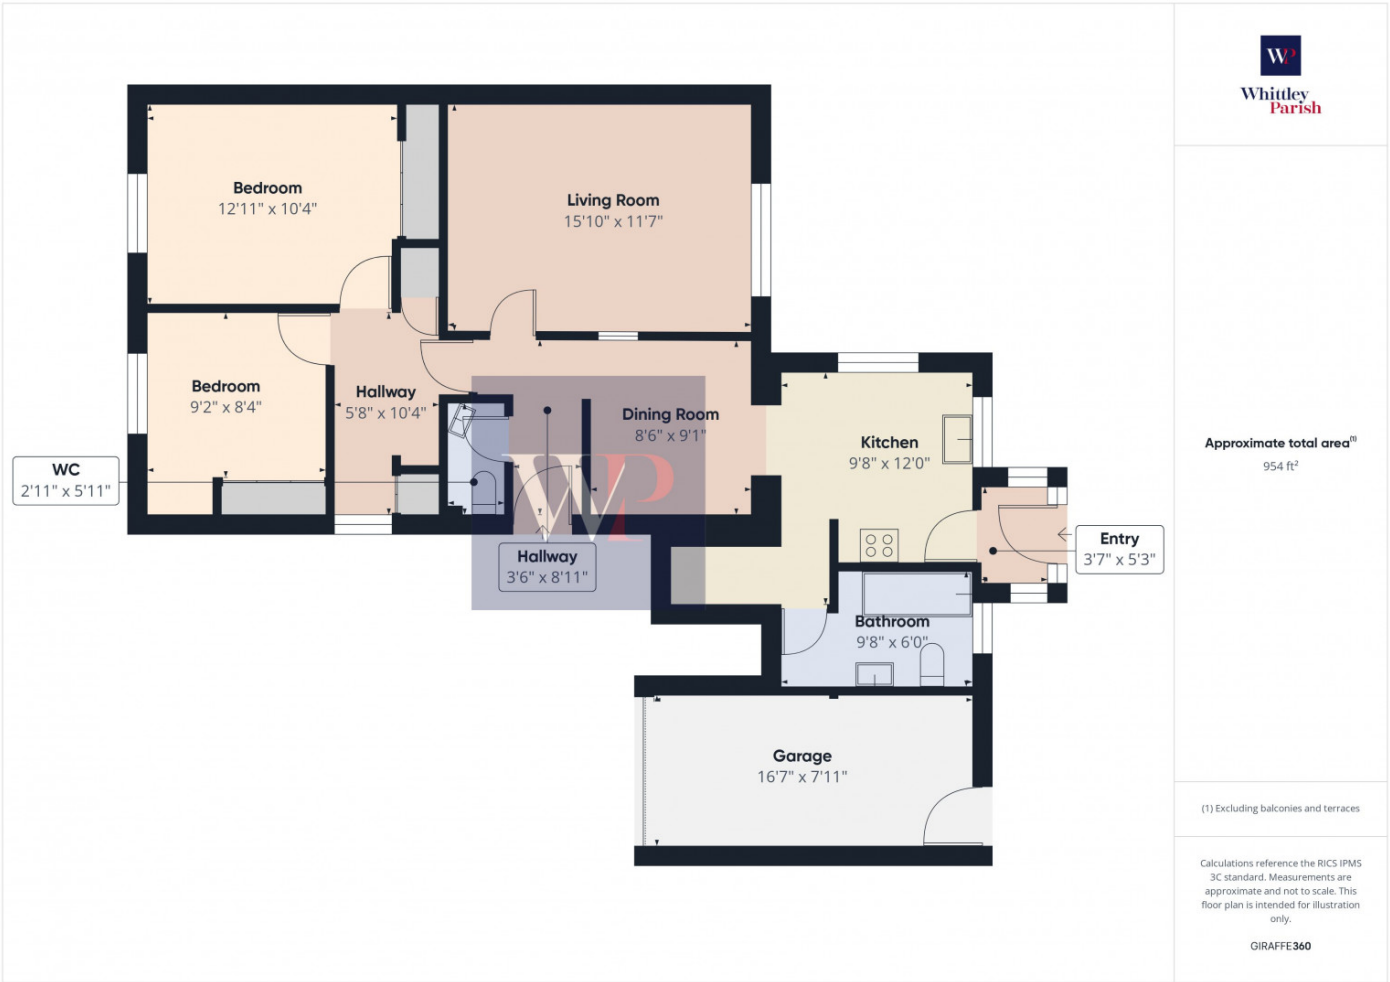 Bedroom
12'11" x 10'4"
Living Room
15'10" x 11'7"
Bedroom
9'2" x 8'4"
Hallway
5'8" x 10'4"
Dining Room
8'6" x 9'1"
Kitchen
9'8" x 12'0"
WC
2'11" x 5'11"
WP
Hallway
3'6" x 8'11"
Entry
3'7" x 5'3"
Bathroom
9'8" x 6'0"
Garage
16'7" x 7'11"
WP
Whittley
Parish
Approximate total area(1)
954 ft²
(1) Excluding balconies and terraces
Calculations reference the RICS IPMS
3C standard. Measurements are
approximate and not to scale. This
floor plan is intended for illustration
only.
GIRAFFE360